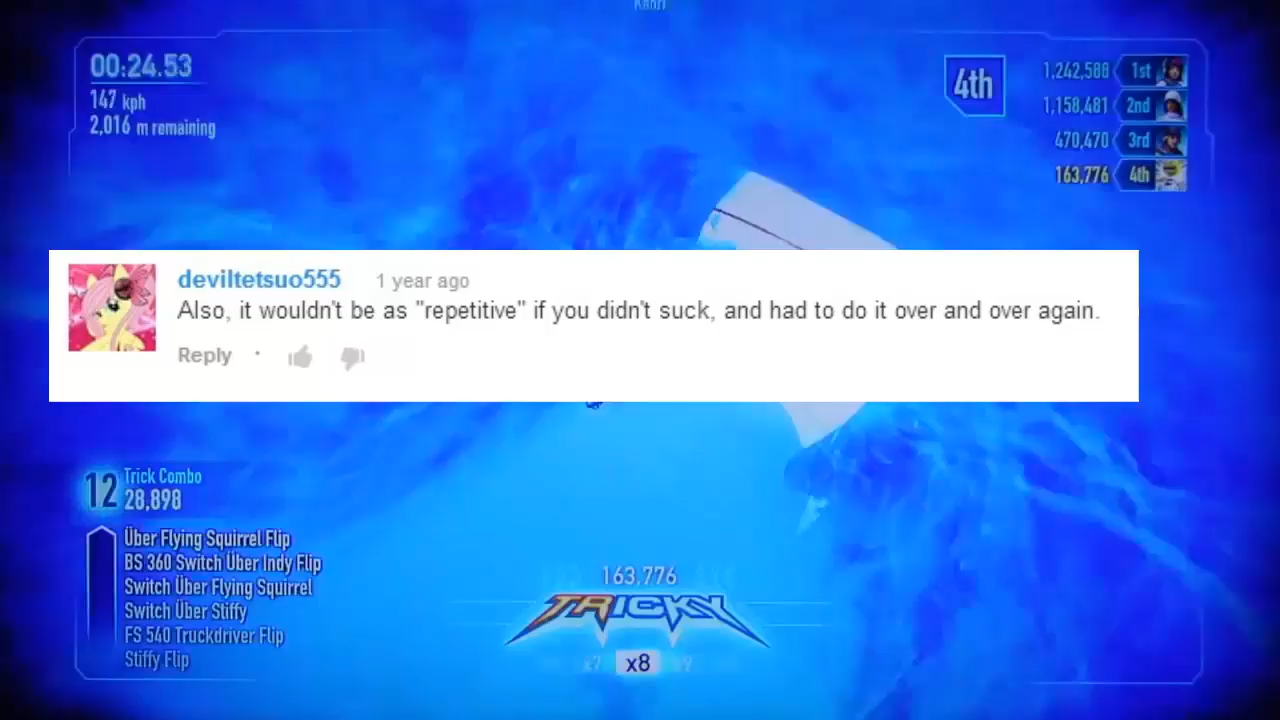 Kaori
00:24.53
147 kph
2,016 m remaining
4th
1,242,588 1st
1,158,481 2nd
470,470 3rd
163,776 4th
deviltetsuo555 1 year ago
Also, it wouldn't be as "repetitive" if you didn't suck, and had to do it over and over again.
Reply ·
12 Trick Combo
28,898
Über Flying Squirrel Flip
BS 360 Switch Über Indy Flip
Switch Über Flying Squirrel
Switch Über Stiffy
FS 540 Truckdriver Flip
Stiffy Flip
163,776
TRICKY
x7 x8 x9